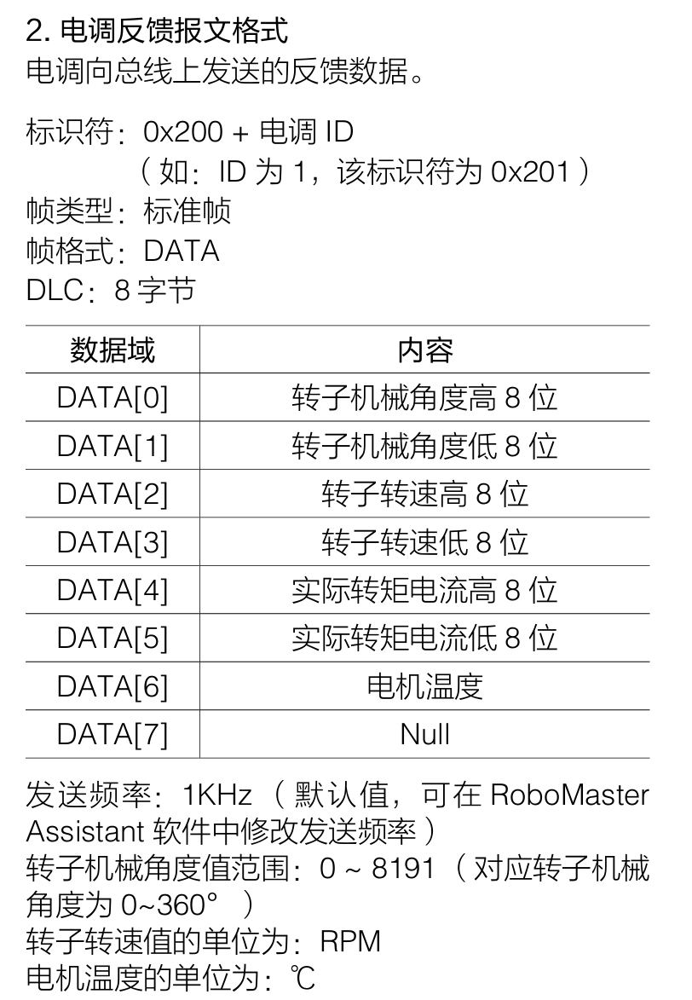 2. 电调反馈报文格式
电调向总线上发送的反馈数据。
标识符：0x200 + 电调 ID
（如：ID 为 1，该标识符为 0x201）
帧类型：标准帧
帧格式：DATA
DLC：8 字节
数据域 内容
DATA[0] 转子机械角度高 8 位
DATA[1] 转子机械角度低 8 位
DATA[2] 转子转速高 8 位
DATA[3] 转子转速低 8 位
DATA[4] 实际转矩电流高 8 位
DATA[5] 实际转矩电流低 8 位
DATA[6] 电机温度
DATA[7] Null
发送频率：1KHz（默认值，可在 RoboMaster
Assistant 软件中修改发送频率）
转子机械角度值范围：0 ~ 8191（对应转子机械
角度为 0~360°）
转子转速值的单位为：RPM
电机温度的单位为：℃